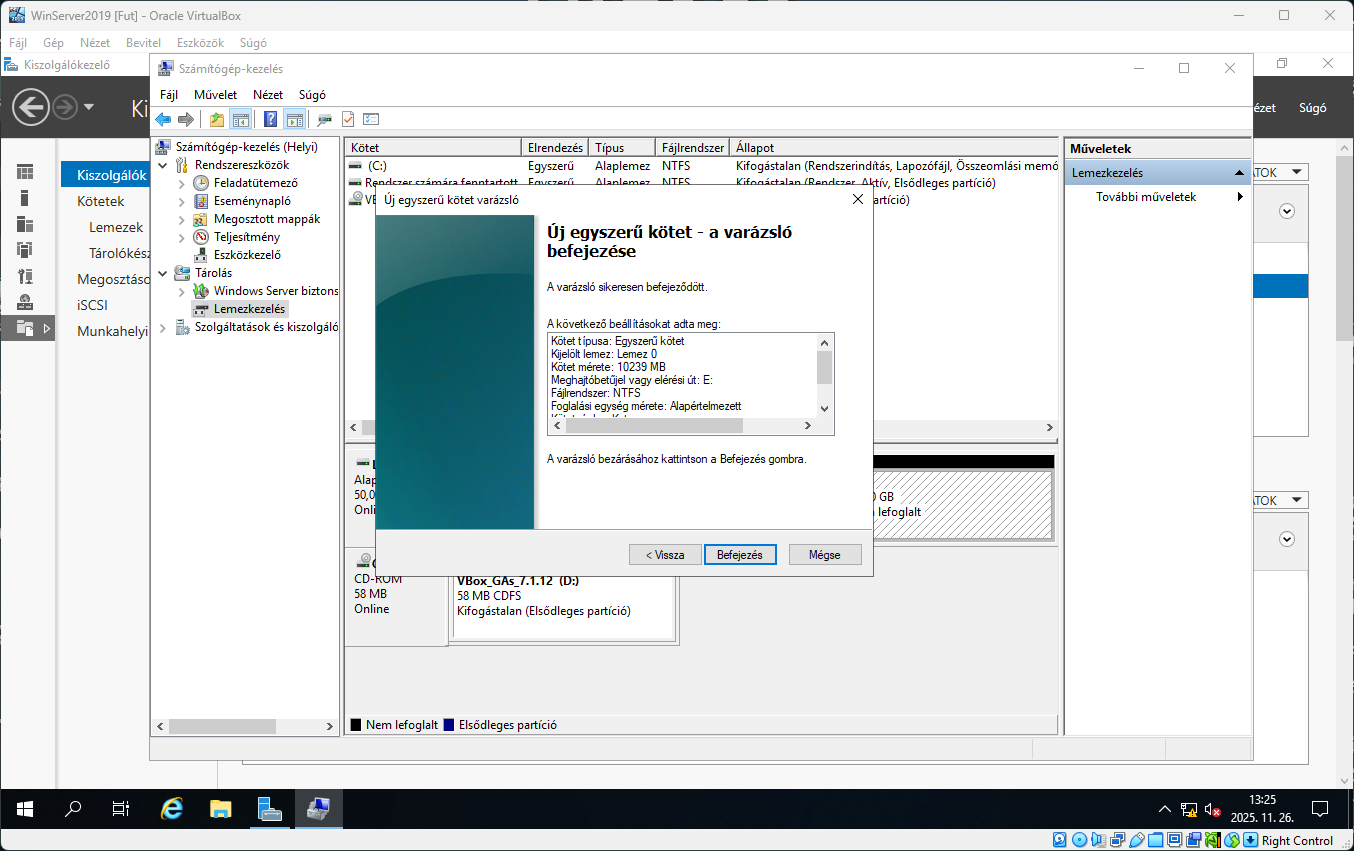 WinServer2019 [Fut] - Oracle VirtualBox
Fájl Gép Nézet Bevitel Eszközök Súgó
Kiszolgálókezelő
Számítógép-kezelés
Fájl Művelet Nézet Súgó
Súgó
Kiszolgálók
Kötetek
Lemezek
iSCSI
Számítógép-kezelés (Helyi)
Rendszereszközök
Feladatütemező
Eseménynapló
Megosztott mappák
Teljesítmény
Eszközkezelő
Tárolás
Windows Server biztons
Lemezkezelés
Szolgáltatások és kiszolgáló
Kötet Elrendezés Típus Fájlrendszer Állapot
(C:) Egyszerű Alaplemez NTFS Kifogástalan (Rendszerindítás, Lapozófájl, Összeomlási memó
Rendszer számára fenntartott Egyszerű Alaplemez NTFS Kifogástalan (Rendszer, Aktív, Elsődleges partíció)
Műveletek
Lemezkezelés
További műveletek
Új egyszerű kötet varázsló
Új egyszerű kötet - a varázsló
befejezése
A varázsló sikeresen befejeződött.
A következő beállításokat adta meg:
Kötet típusa: Egyszerű kötet
Kijelölt lemez: Lemez 0
Kötet mérete: 10239 MB
Meghajtóbetűjel vagy elérési út: E:
Fájlrendszer: NTFS
Foglalási egység mérete: Alapértelmezett
A varázsló bezárásához kattintson a Befejezés gombra.
< Vissza Befejezés Mégse
GB
lefoglalt
CD-ROM
58 MB
Online
VBox_GAs_7.1.12 (D:)
58 MB CDFS
Kifogástalan (Elsődleges partíció)
Nem lefoglalt Elsődleges partíció
13:25
2025. 11. 26.
Right Control